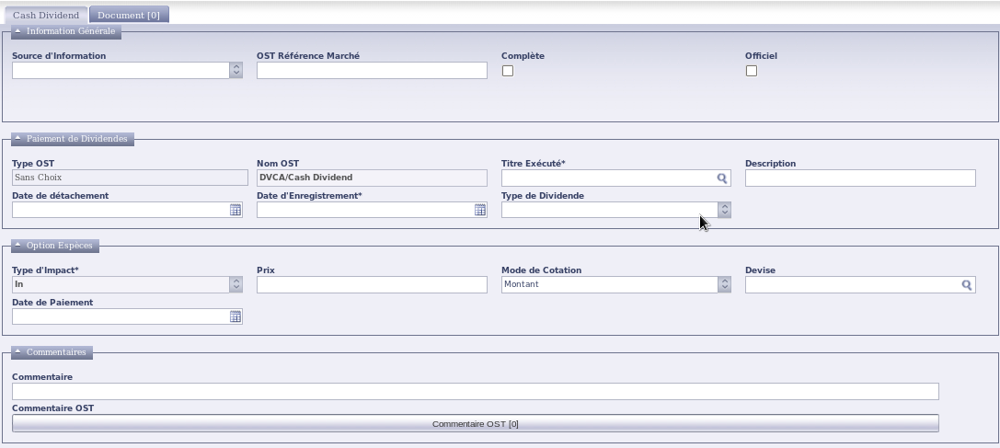 Cash Dividend Document [0]
Information Générale
Source d'Information OST Référence Marché Complète Officiel
Paiement de Dividendes
Type OST Nom OST Titre Exécuté* Description
Sans Choix DVCA/Cash Dividend
Date de détachement Date d'Enregistrement* Type de Dividende
Option Espèces
Type d'Impact* Prix Mode de Cotation Devise
In Montant
Date de Paiement
Commentaires
Commentaire
Commentaire OST
Commentaire OST [0]